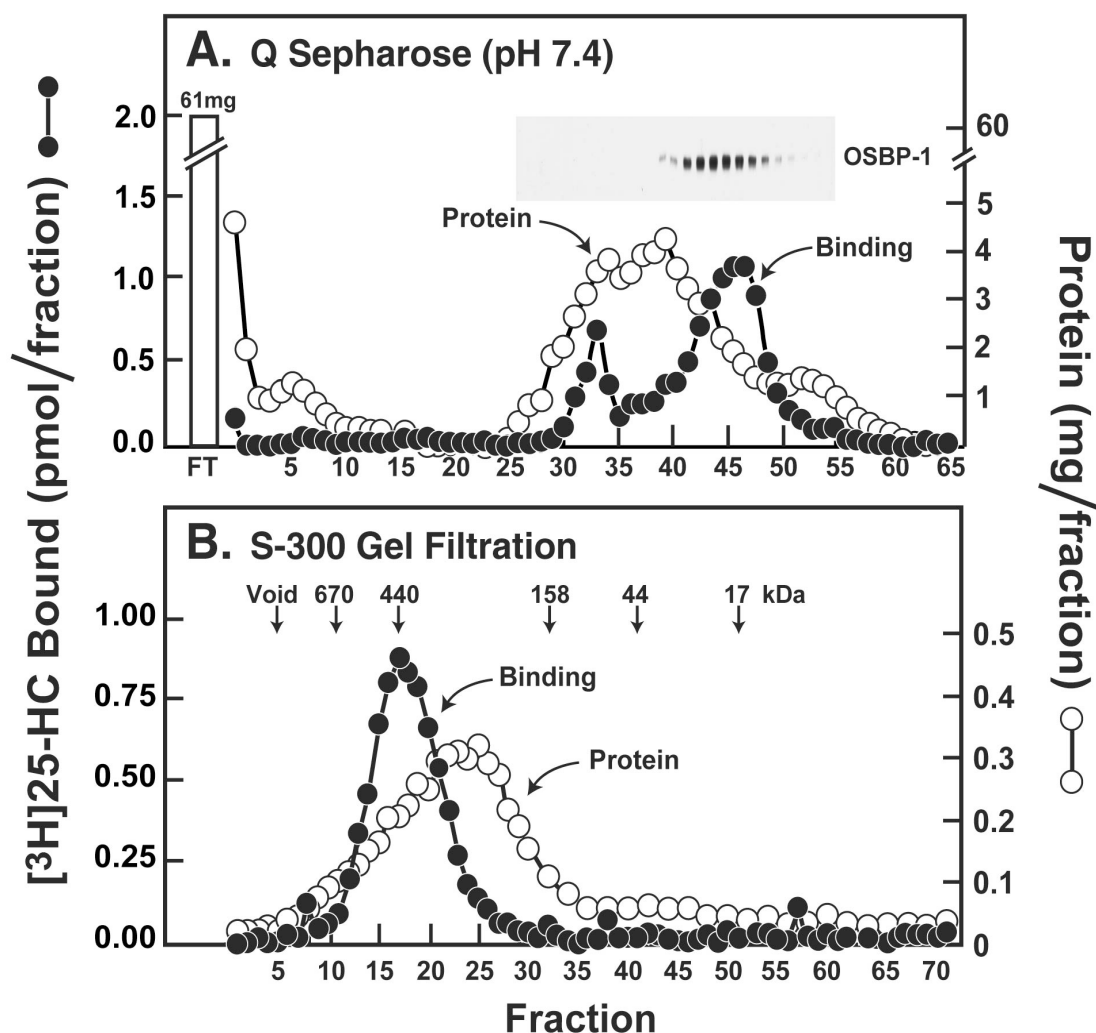 A. Q Sepharose (pH 7.4)
61mg
2.0
1.5
1.0
0.5
0.0
60
5
4
3
2
1
OSBP-1
Protein
Binding
FT 5 10 15 20 25 30 35 40 45 50 55 60 65
B. S-300 Gel Filtration
Void 670 440 158 44 17 kDa
1.00
0.75
0.50
0.25
0.00
0.5
0.4
0.3
0.2
0.1
0
Binding
Protein
5 10 15 20 25 30 35 40 45 50 55 60 65 70
Fraction
[³H]25-HC Bound (pmol/fraction)
Protein (mg/fraction)